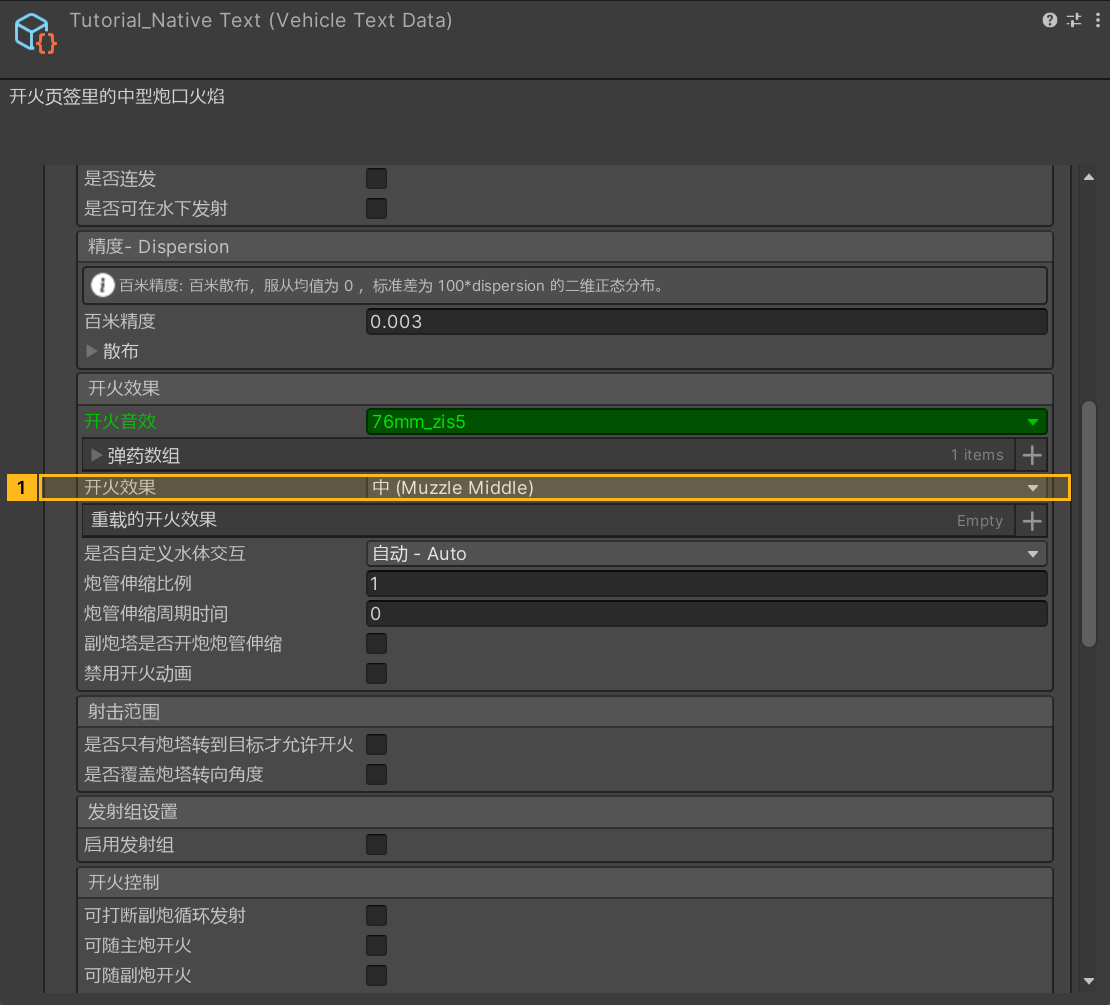 Tutorial_Native Text (Vehicle Text Data)
开火页签里的中型炮口火焰
是否连发
是否可在水下发射
精度- Dispersion
百米精度: 百米散布，服从均值为 0 ，标准差为 100*dispersion 的二维正态分布。
百米精度 0.003
散布
开火效果
开火音效 76mm_zis5
弹药数组 1 items
1 开火效果 中 (Muzzle Middle)
重载的开火效果 Empty
是否自定义水体交互 自动 - Auto
炮管伸缩比例 1
炮管伸缩周期时间 0
副炮塔是否开炮炮管伸缩
禁用开火动画
射击范围
是否只有炮塔转到目标才允许开火
是否覆盖炮塔转向角度
发射组设置
启用发射组
开火控制
可打断副炮循环发射
可随主炮开火
可随副炮开火